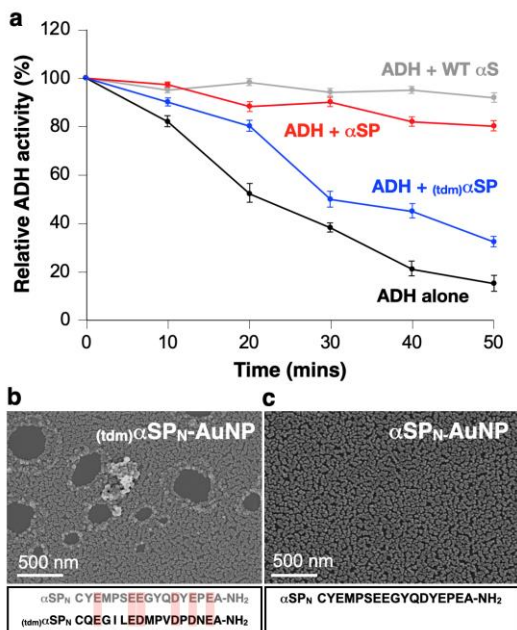 a
120
100
80
60
40
20
0
Relative ADH activity (%)
ADH + WT αS
ADH + αSP
ADH + (tdm)αSP
ADH alone
0 10 20 30 40 50
Time (mins)
b
(tdm)αSPN-AuNP
500 nm
c
αSPN-AuNP
500 nm
αSPN CYEMPSEEGYQDYEPEA-NH2
(tdm)αSPN CQEGILEDMPVDPDNEA-NH2
αSPN CYEMPSEEGYQDYEPEA-NH2